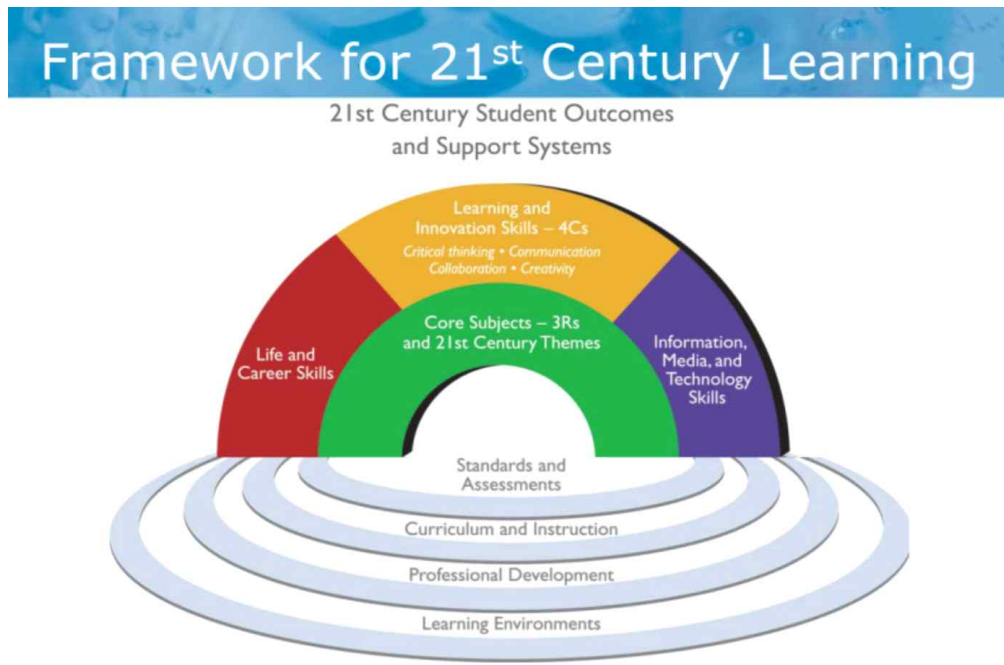 Framework for 21st Century Learning
21st Century Student Outcomes
and Support Systems
Learning and
Innovation Skills – 4Cs
Critical thinking • Communication
Collaboration • Creativity
Core Subjects – 3Rs
and 21st Century Themes
Life and
Career Skills
Information,
Media, and
Technology
Skills
Standards and
Assessments
Curriculum and Instruction
Professional Development
Learning Environments